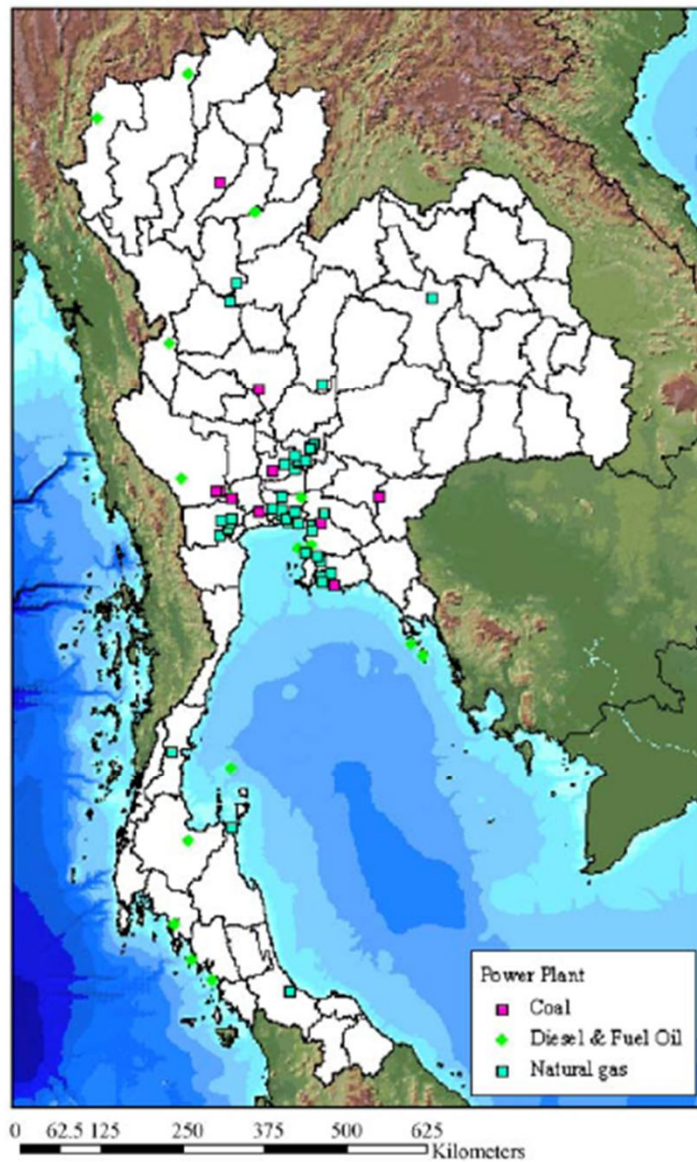 Power Plant
Coal
Diesel & Fuel Oil
Natural gas
0 62.5 125 250 375 500 625
Kilometers